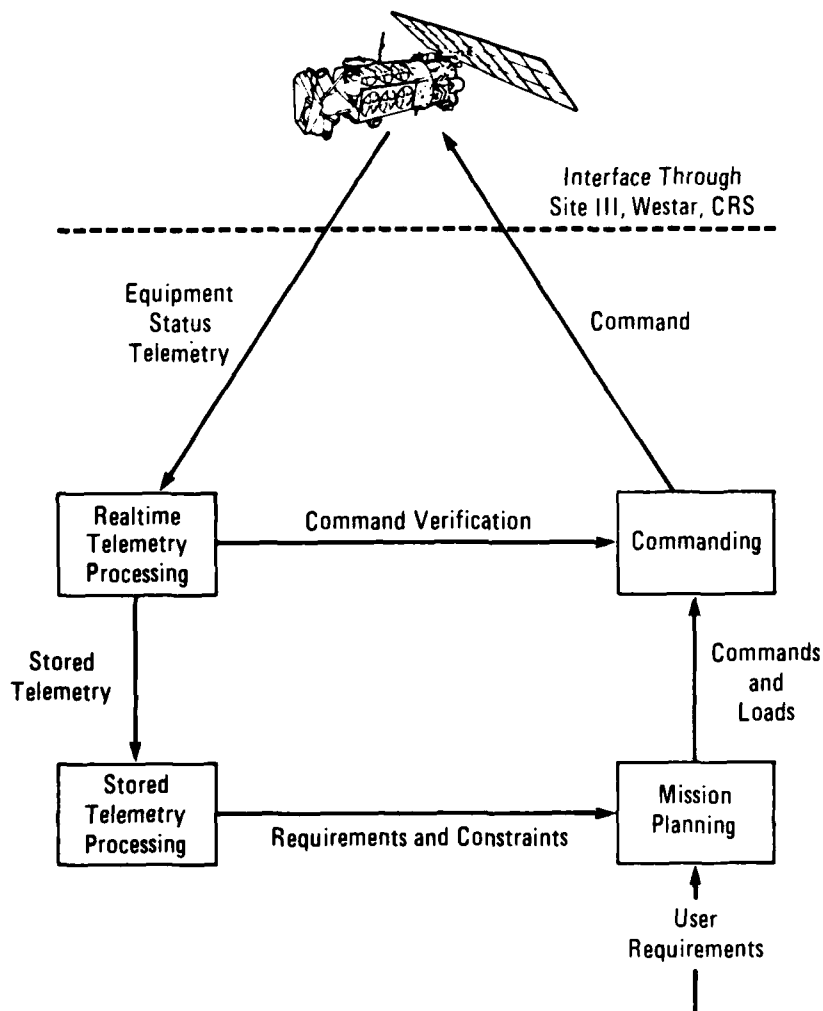 Interface Through
Site III, Westar, CRS
Equipment
Status
Telemetry
Command
Realtime
Telemetry
Processing
Command Verification
Commanding
Stored
Telemetry
Commands
and
Loads
Stored
Telemetry
Processing
Requirements and Constraints
Mission
Planning
User
Requirements